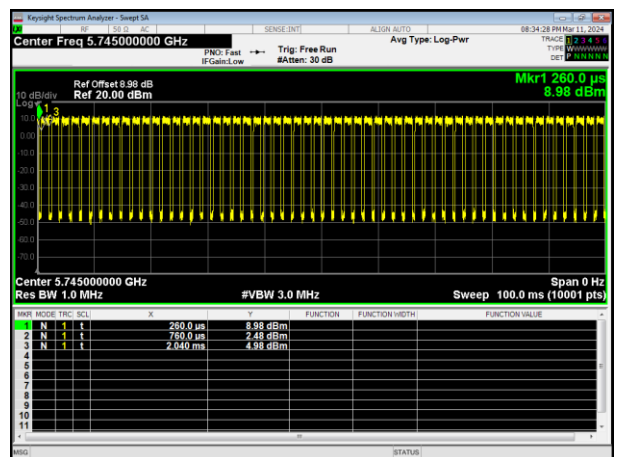 Keysight Spectrum Analyzer - Swept SA
RF 50 Ω AC SENSE:INT ALIGN AUTO 08:34:28 PM Mar 11, 2024
Center Freq 5.745000000 GHz
Avg Type: Log-Pwr
TRACE 1 2 3 4 5 6
PNO: Fast Trig: Free Run
TYPE WWWWWW
IFGain:Low #Atten: 30 dB
DET P NNNNN
Mkr1 260.0 µs
8.98 dBm
Ref Offset 8.98 dB
10 dB/div Ref 20.00 dBm
Log
1 3
10.0
0.00
-10.0
-20.0
-30.0
-40.0
-50.0
-60.0
-70.0
Center 5.745000000 GHz Span 0 Hz
Res BW 1.0 MHz #VBW 3.0 MHz Sweep 100.0 ms (10001 pts)
MKR MODE TRC SCL X Y FUNCTION FUNCTION WIDTH FUNCTION VALUE
1 N 1 t 260.0 µs 8.98 dBm
2 N 1 t 760.0 µs 2.48 dBm
3 N 1 t 2.040 ms 4.98 dBm
4
5
6
7
8
9
10
11
MSG STATUS